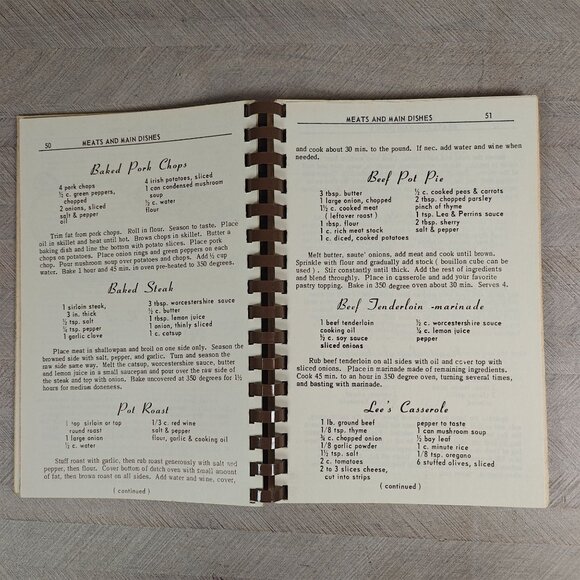 50 MEATS AND MAIN DISHES
Baked Pork Chops
4 pork chops
½ c. green peppers,
chopped
2 onions, sliced
salt & pepper
oil
4 irish potatoes, sliced
1 can condensed mushroom
soup
½ c. water
flour
Trim fat from pork chops. Roll in flour. Season to taste. Place
oil in skillet and heat until hot. Brown chops in skillet. Butter a
baking dish and line the bottom with potato slices. Place pork
chops on potatoes. Place onion rings and green peppers on each
chop. Pour mushroom soup over potatoes and chops. Add ½ cup
water. Bake 1 hour and 45 min. in oven pre-heated to 350 degrees.
Baked Steak
1 sirloin steak,
3 in. thick
½ tsp. salt
¼ tsp. pepper
1 garlic clove
3 tbsp. worcestershire sauce
½ c. butter
1 tbsp. lemon juice
1 onion, thinly sliced
1 c. catsup
Place meat in shallowpan and broil on one side only. Season the
browsed side with salt, pepper, and garlic. Turn and season the
raw side same way. Melt the catsup, worcestershire sauce, butter
and lemon juice in a small saucepan and pour over the raw side of
the steak and top with onion. Bake uncovered at 350 degrees for 1½
hours for medium doneness.
Pot Roast
1 top sirloin or top
round roast
1 large onion
½ c. water
1/3 c. red wine
salt & pepper
flour, garlic & cooking oil
Stuff roast with garlic, then rub roast generously with salt and
pepper, then flour. Cover bottom of dutch oven with small amount
of fat, then brown roast on all sides. Add water and wine, cover,
( continued )
MEATS AND MAIN DISHES 51
and cook about 30 min. to the pound. If nec. add water and wine when
needed.
Beef Pot Pie
3 tbsp. butter
1 large onion, chopped
1½ c. cooked meat
( leftover roast )
1 tbsp. flour
1 c. rich meat stock
1 c. diced, cooked potatoes
½ c. cooked peas & carrots
2 tbsp. chopped parsley
pinch of thyme
1 tsp. Lea & Perrins sauce
2 tbsp. sherry
salt & pepper
Melt butter, saute' onions, add meat and cook until brown.
Sprinkle with flour and gradually add stock ( bouillon cube can be
used ). Stir constantly until thick. Add the rest of ingredients
and blend thoroughly. Place in casserole and add your favorite
pastry topping. Bake in 350 degree oven about 30 min. Serves 4.
Beef Tenderloin -marinade
1 beef tenderloin
cooking oil
½ c. soy sauce
sliced onions
½ c. worcestershire sauce
¼ c. lemon juice
pepper
Rub beef tenderloin on all sides with oil and cover top with
sliced onions. Place in marinade made of remaining ingredients.
Cook 45 min. to an hour in 350 degree oven, turning several times,
and basting with marinade.
Lee's Casserole
1 lb. ground beef
1/8 tsp. thyme
¾ c. chopped onion
1/8 garlic powder
1½ tsp. salt
2 c. tomatoes
2 to 3 slices cheese,
cut into strips
pepper to taste
1 can mushroom soup
½ bay leaf
1 c. minute rice
1/8 tsp. oregano
6 stuffed olives, sliced
( continued )